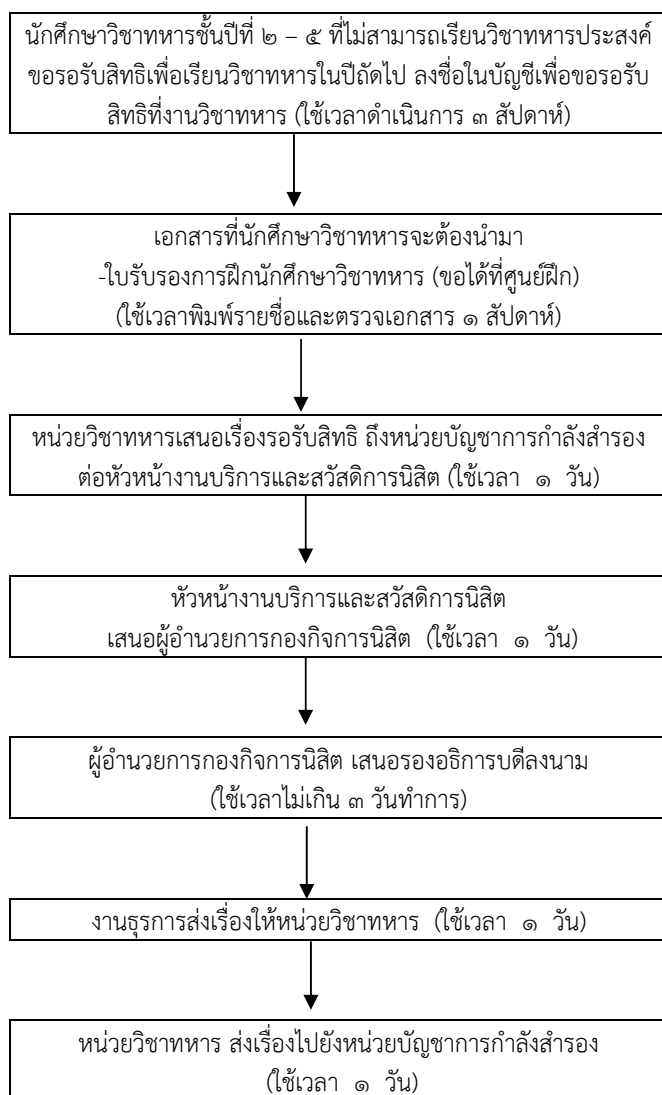 นักศึกษาวิชาทหารชั้นปีที่ ๒ – ๕ ที่ไม่สามารถเรียนวิชาทหารประสงค์
ขอรอรับสิทธิเพื่อเรียนวิชาทหารในปีถัดไป ลงชื่อในบัญชีเพื่อขอรอรับ
สิทธิที่งานวิชาทหาร (ใช้เวลาดำเนินการ ๓ สัปดาห์)
เอกสารที่นักศึกษาวิชาทหารจะต้องนำมา
-ใบรับรองการฝึกนักศึกษาวิชาทหาร (ขอได้ที่ศูนย์ฝึก)
(ใช้เวลาพิมพ์รายชื่อและตรวจเอกสาร ๑ สัปดาห์)
หน่วยวิชาทหารเสนอเรื่องรอรับสิทธิ ถึงหน่วยบัญชาการกำลังสำรอง
ต่อหัวหน้างานบริการและสวัสดิการนิสิต (ใช้เวลา ๑ วัน)
หัวหน้างานบริการและสวัสดิการนิสิต
เสนอผู้อำนวยการกองกิจการนิสิต (ใช้เวลา ๑ วัน)
ผู้อำนวยการกองกิจการนิสิต เสนอรองอธิการบดีลงนาม
(ใช้เวลาไม่เกิน ๓ วันทำการ)
งานธุรการส่งเรื่องให้หน่วยวิชาทหาร (ใช้เวลา ๑ วัน)
หน่วยวิชาทหาร ส่งเรื่องไปยังหน่วยบัญชาการกำลังสำรอง
(ใช้เวลา ๑ วัน)